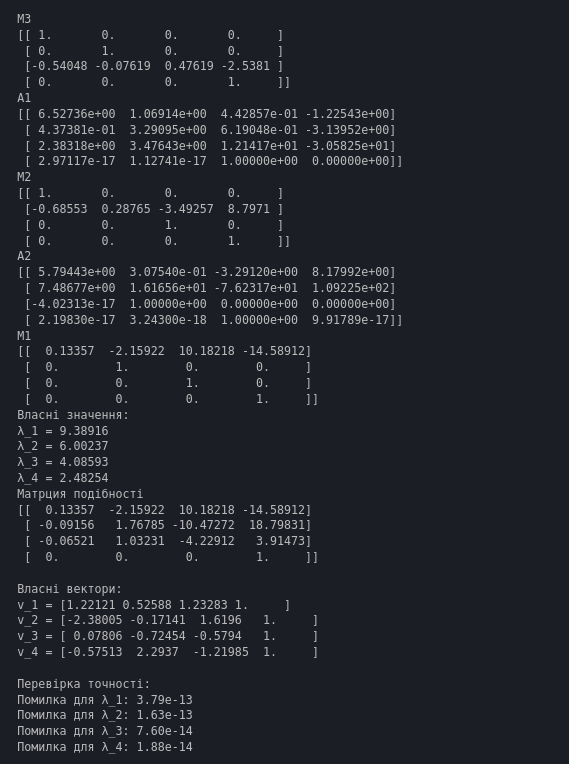 M3
[[ 1.       0.       0.       0.     ]
 [ 0.       1.       0.       0.     ]
 [-0.54048 -0.07619  0.47619 -2.5381 ]
 [ 0.       0.       0.       1.     ]]
A1
[[ 6.52736e+00  1.06914e+00  4.42857e-01 -1.22543e+00]
 [ 4.37381e-01  3.29095e+00  6.19048e-01 -3.13952e+00]
 [ 2.38318e+00  3.47643e+00  1.21417e+01 -3.05825e+01]
 [ 2.97117e-17  1.12741e-17  1.00000e+00  0.00000e+00]]
M2
[[ 1.       0.       0.       0.     ]
 [-0.68553  0.28765 -3.49257  8.7971 ]
 [ 0.       0.       1.       0.     ]
 [ 0.       0.       0.       1.     ]]
A2
[[ 5.79443e+00  3.07540e-01 -3.29120e+00  8.17992e+00]
 [ 7.48677e+00  1.61656e+01 -7.62317e+01  1.09225e+02]
 [-4.02313e-17  1.00000e+00  0.00000e+00  0.00000e+00]
 [ 2.19830e-17  3.24300e-18  1.00000e+00  9.91789e-17]]
M1
[[  0.13357  -2.15922  10.18218 -14.58912]
 [  0.        1.        0.        0.     ]
 [  0.        0.        1.        0.     ]
 [  0.        0.        0.        1.     ]]
Власні значення:
λ_1 = 9.38916
λ_2 = 6.00237
λ_3 = 4.08593
λ_4 = 2.48254
Матрция подібності
[[  0.13357  -2.15922  10.18218 -14.58912]
 [ -0.09156   1.76785 -10.47272  18.79831]
 [ -0.06521   1.03231  -4.22912   3.91473]
 [  0.        0.        0.        1.     ]]
Власні вектори:
v_1 = [1.22121 0.52588 1.23283 1.     ]
v_2 = [-2.38005 -0.17141  1.6196   1.     ]
v_3 = [ 0.07806 -0.72454 -0.5794   1.     ]
v_4 = [-0.57513  2.2937  -1.21985  1.     ]
Перевірка точності:
Помилка для λ_1: 3.79e-13
Помилка для λ_2: 1.63e-13
Помилка для λ_3: 7.60e-14
Помилка для λ_4: 1.88e-14